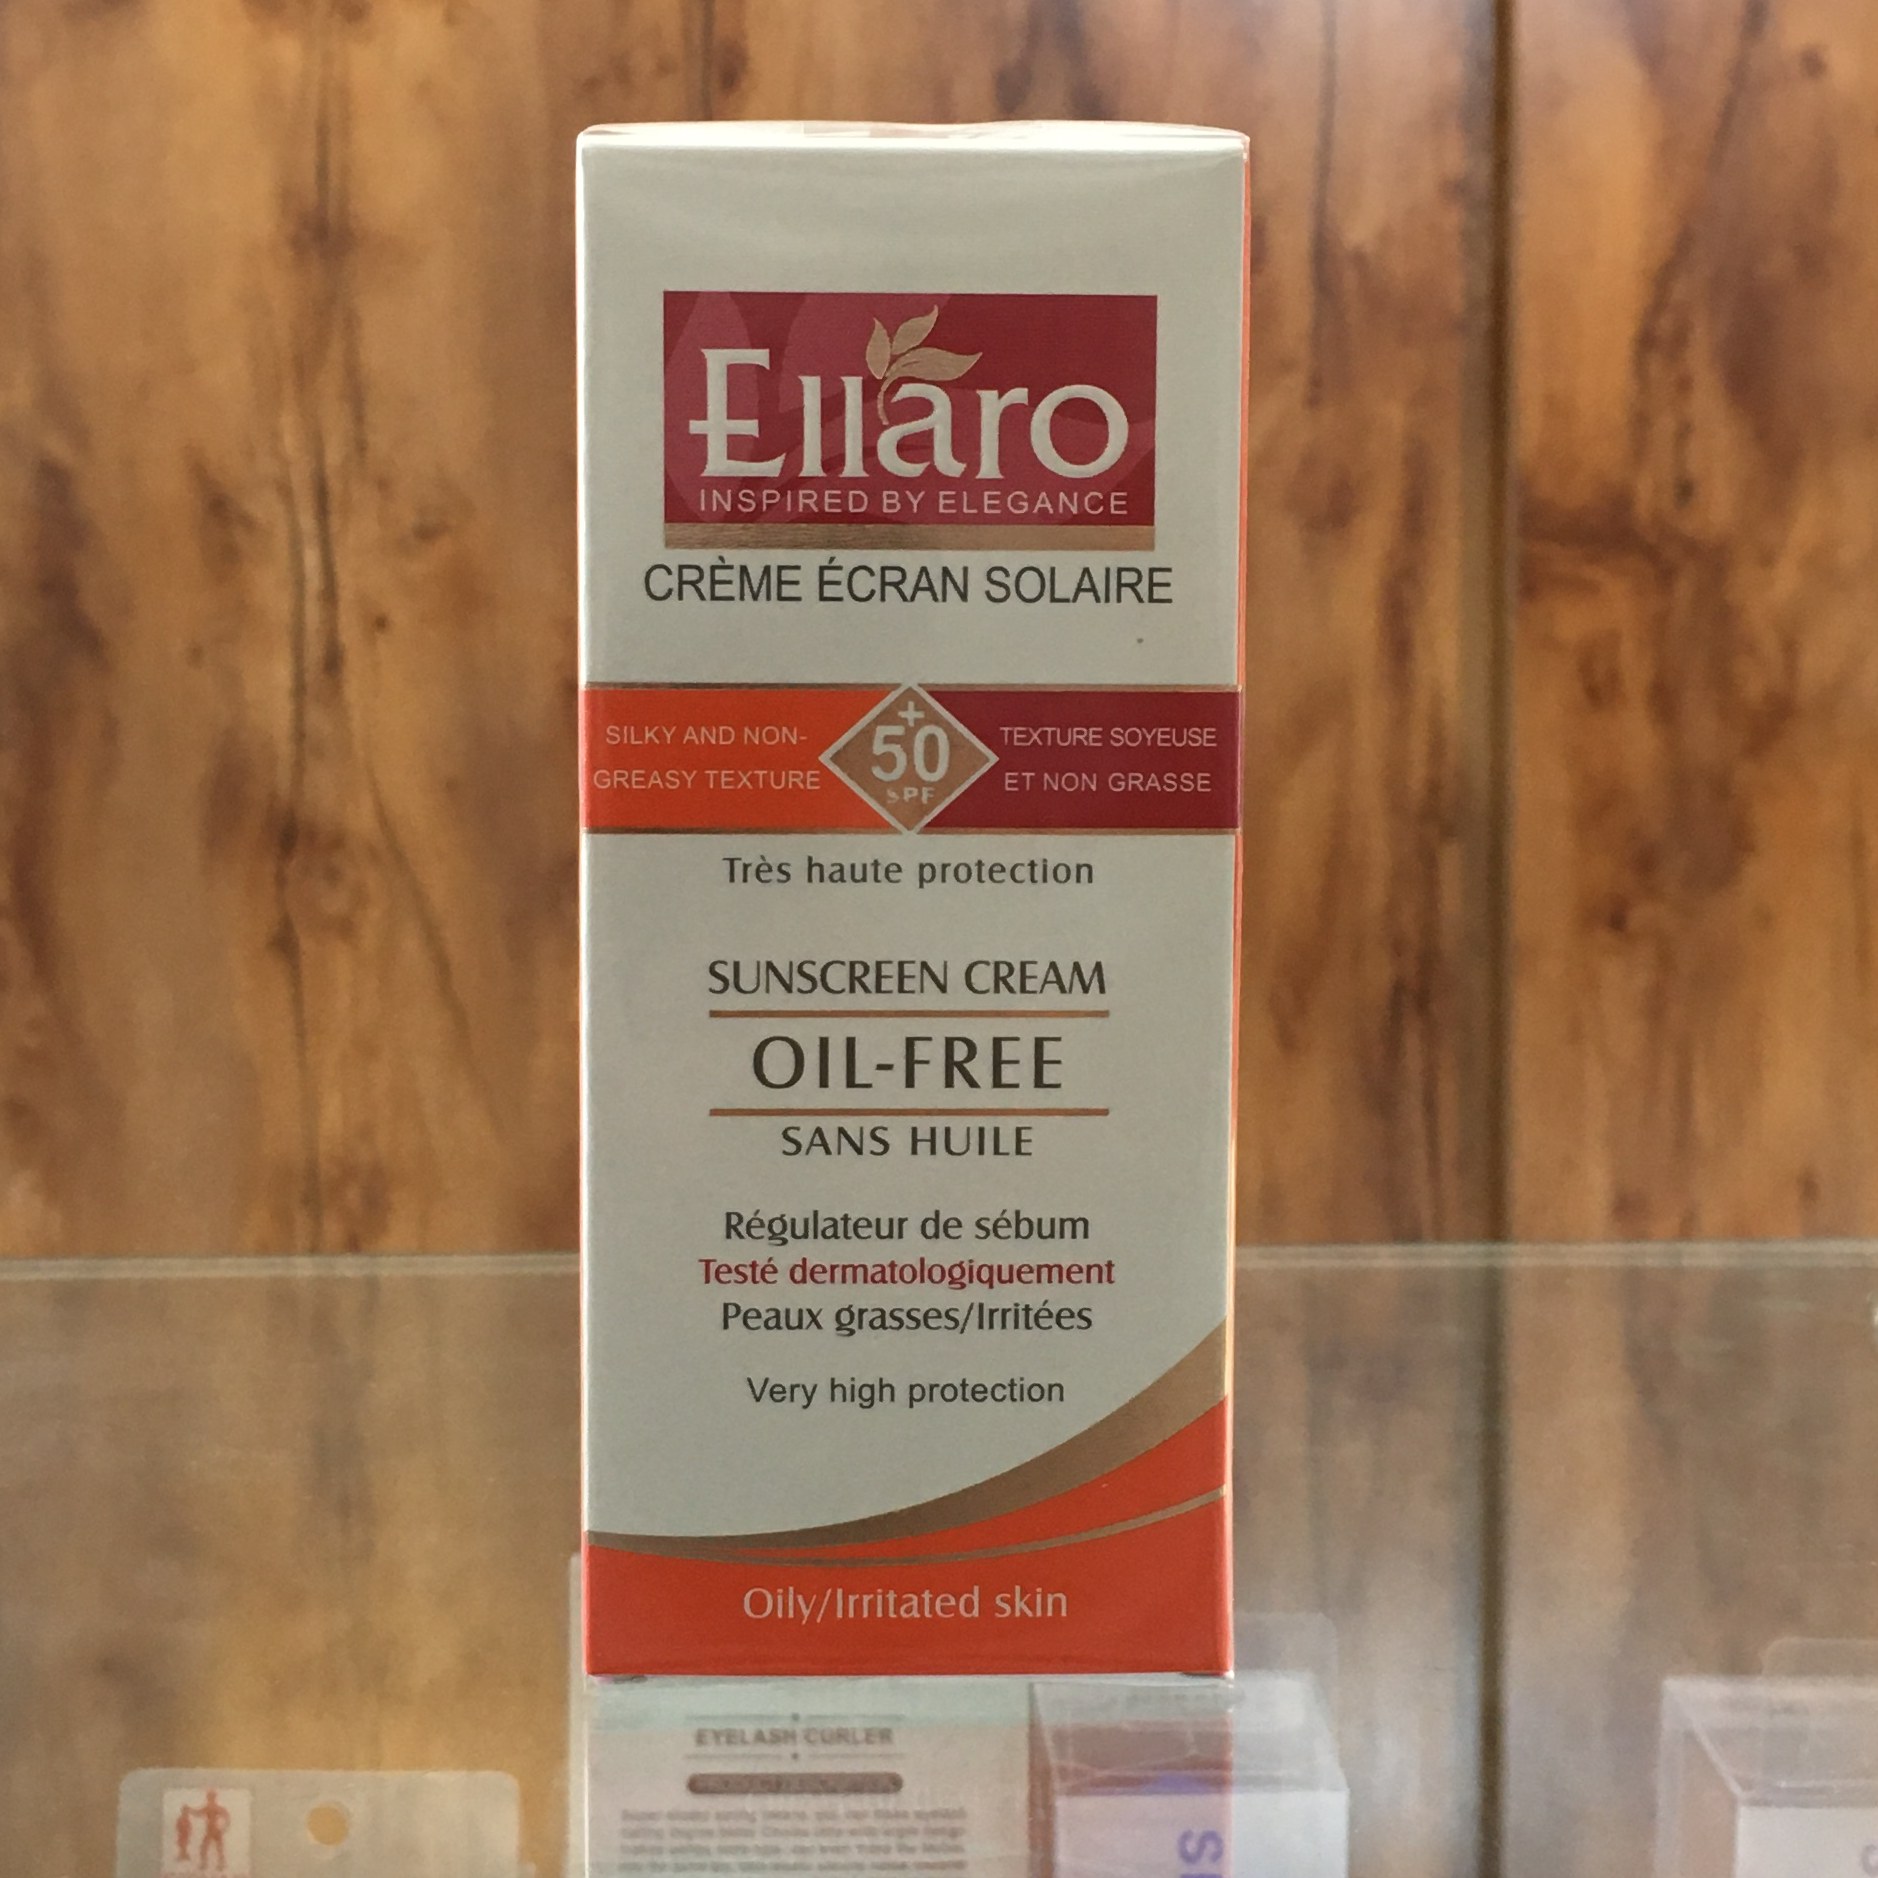 Ellaro
INSPIRED BY ELEGANCE
CRÈME ÉCRAN SOLAIRE
SILKY AND NON-
GREASY TEXTURE
+
50
SPF
TEXTURE SOYEUSE
ET NON GRASSE
Très haute protection
SUNSCREEN CREAM
OIL-FREE
SANS HUILE
Régulateur de sébum
Testé dermatologiquement
Peaux grasses/Irritées
Very high protection
Oily/Irritated skin
EYELASH CURLER